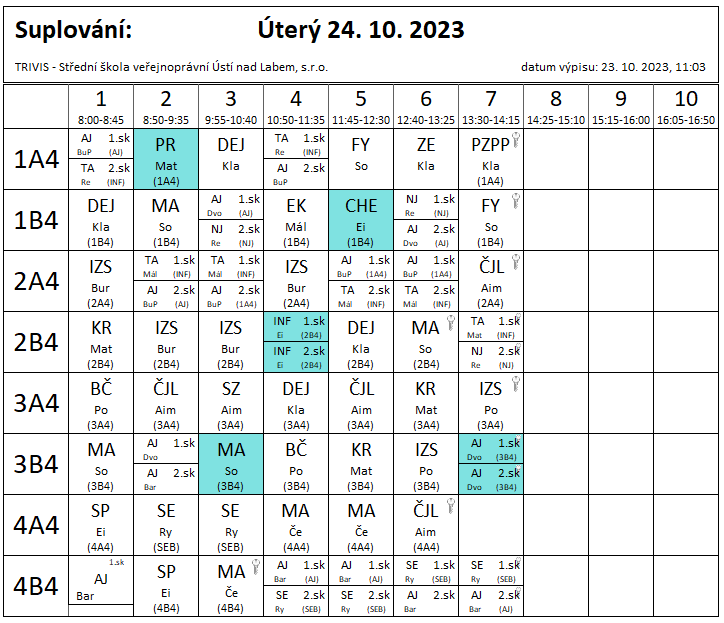 Suplování: Úterý 24. 10. 2023
TRIVIS - Střední škola veřejnoprávní Ústí nad Labem, s.r.o. datum výpisu: 23. 10. 2023, 11:03
1 2 3 4 5 6 7 8 9 10
8:00-8:45 8:50-9:35 9:55-10:40 10:50-11:35 11:45-12:30 12:40-13:25 13:30-14:15 14:25-15:10 15:15-16:00 16:05-16:50
1A4
AJ 1.sk
BuP (AJ)
TA 2.sk
Re (INF)
PR
Mat
(1A4)
DEJ
Kla
TA 1.sk
Re (INF)
AJ 2.sk
BuP
FY
So
ZE
Kla
PZPP
Kla
(1A4)
1B4
DEJ
Kla
(1B4)
MA
So
(1B4)
AJ 1.sk
Dvo (AJ)
NJ 2.sk
Re (NJ)
EK
Mál
(1B4)
CHE
Ei
(1B4)
NJ 1.sk
Re (NJ)
AJ 2.sk
Dvo (AJ)
FY
So
(1B4)
2A4
IZS
Bur
(2A4)
TA 1.sk
Mál (INF)
AJ 2.sk
BuP (AJ)
TA 1.sk
Mál (INF)
AJ 2.sk
BuP (1A4)
IZS
Bur
(2A4)
AJ 1.sk
BuP (1A4)
TA 2.sk
Mál (INF)
AJ 1.sk
BuP (1A4)
TA 2.sk
Mál (INF)
ČJL
Aim
(2A4)
2B4
KR
Mat
(2B4)
IZS
Bur
(2B4)
IZS
Bur
(2B4)
INF 1.sk
Ei (2B4)
INF 2.sk
Ei (2B4)
DEJ
Kla
(2B4)
MA
So
(2B4)
TA 1.sk
Mat (INF)
NJ 2.sk
Re (NJ)
3A4
BČ
Po
(3A4)
ČJL
Aim
(3A4)
SZ
Aim
(3A4)
DEJ
Kla
(3A4)
ČJL
Aim
(3A4)
KR
Mat
(3A4)
IZS
Po
(3A4)
3B4
MA
So
(3B4)
AJ 1.sk
Dvo
AJ 2.sk
Bar
MA
So
(3B4)
BČ
Po
(3B4)
KR
Mat
(3B4)
IZS
Po
(3B4)
AJ 1.sk
Dvo (3B4)
AJ 2.sk
Dvo (3B4)
4A4
SP
Ei
(4A4)
SE
Ry
(SEB)
SE
Ry
(SEB)
MA
Če
(4A4)
MA
Če
(4A4)
ČJL
Aim
(4A4)
4B4
1.sk
AJ
Bar
SP
Ei
(4B4)
MA
Če
(4B4)
AJ 1.sk
Bar (AJ)
SE 2.sk
Ry (SEB)
AJ 1.sk
Bar (AJ)
SE 2.sk
Ry (SEB)
SE 1.sk
Ry (SEB)
AJ 2.sk
Bar
SE 1.sk
Ry (SEB)
AJ 2.sk
Bar (AJ)